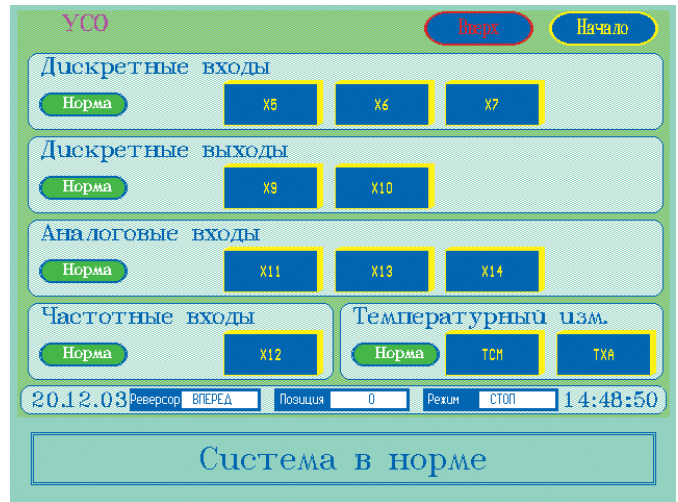 УСО Вверх Начало
Дискретные входы
Норма X5 X6 X7
Дискретные выходы
Норма X9 X10
Аналоговые входы
Норма X11 X13 X14
Частотные входы
Норма X12
Температурный изм.
Норма ТСМ ТХА
20.12.03 Реверсор ВПЕРЕД Позиция 0 Режим СТОП 14:48:50
Система в норме